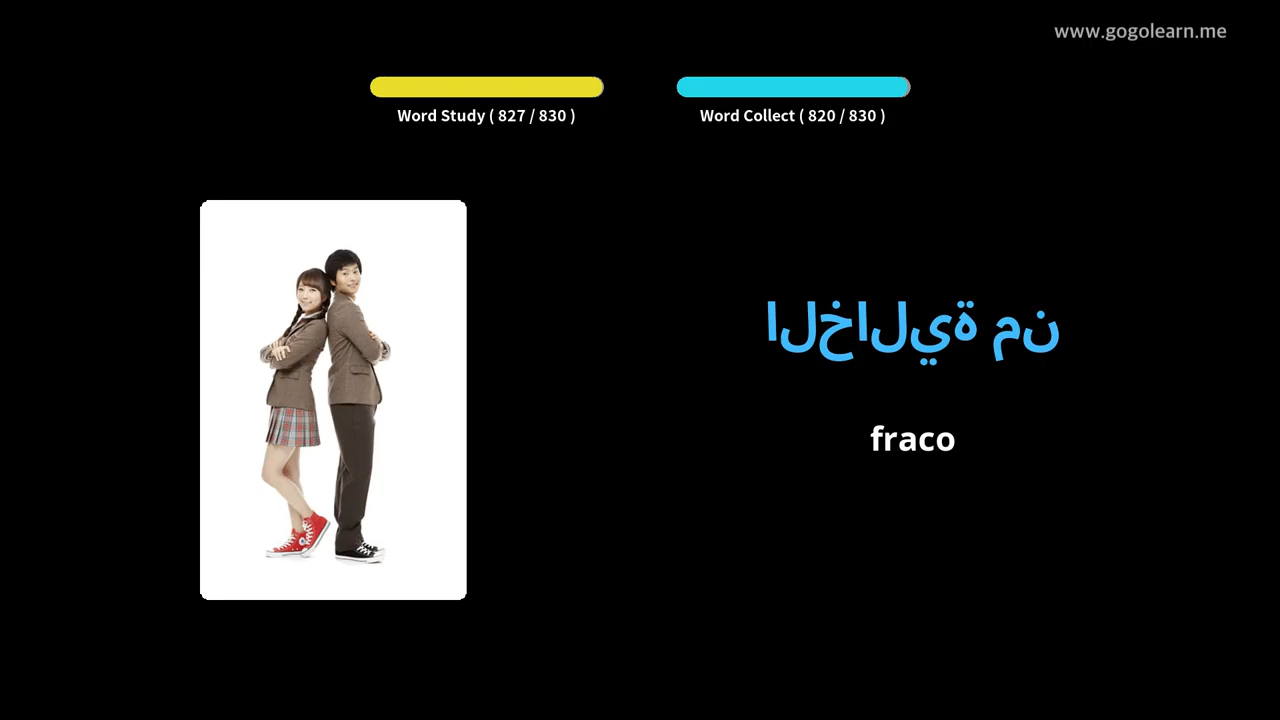 www.gogolearn.me
Word Study ( 827 / 830 )
Word Collect ( 820 / 830 )
الخالية من
fraco